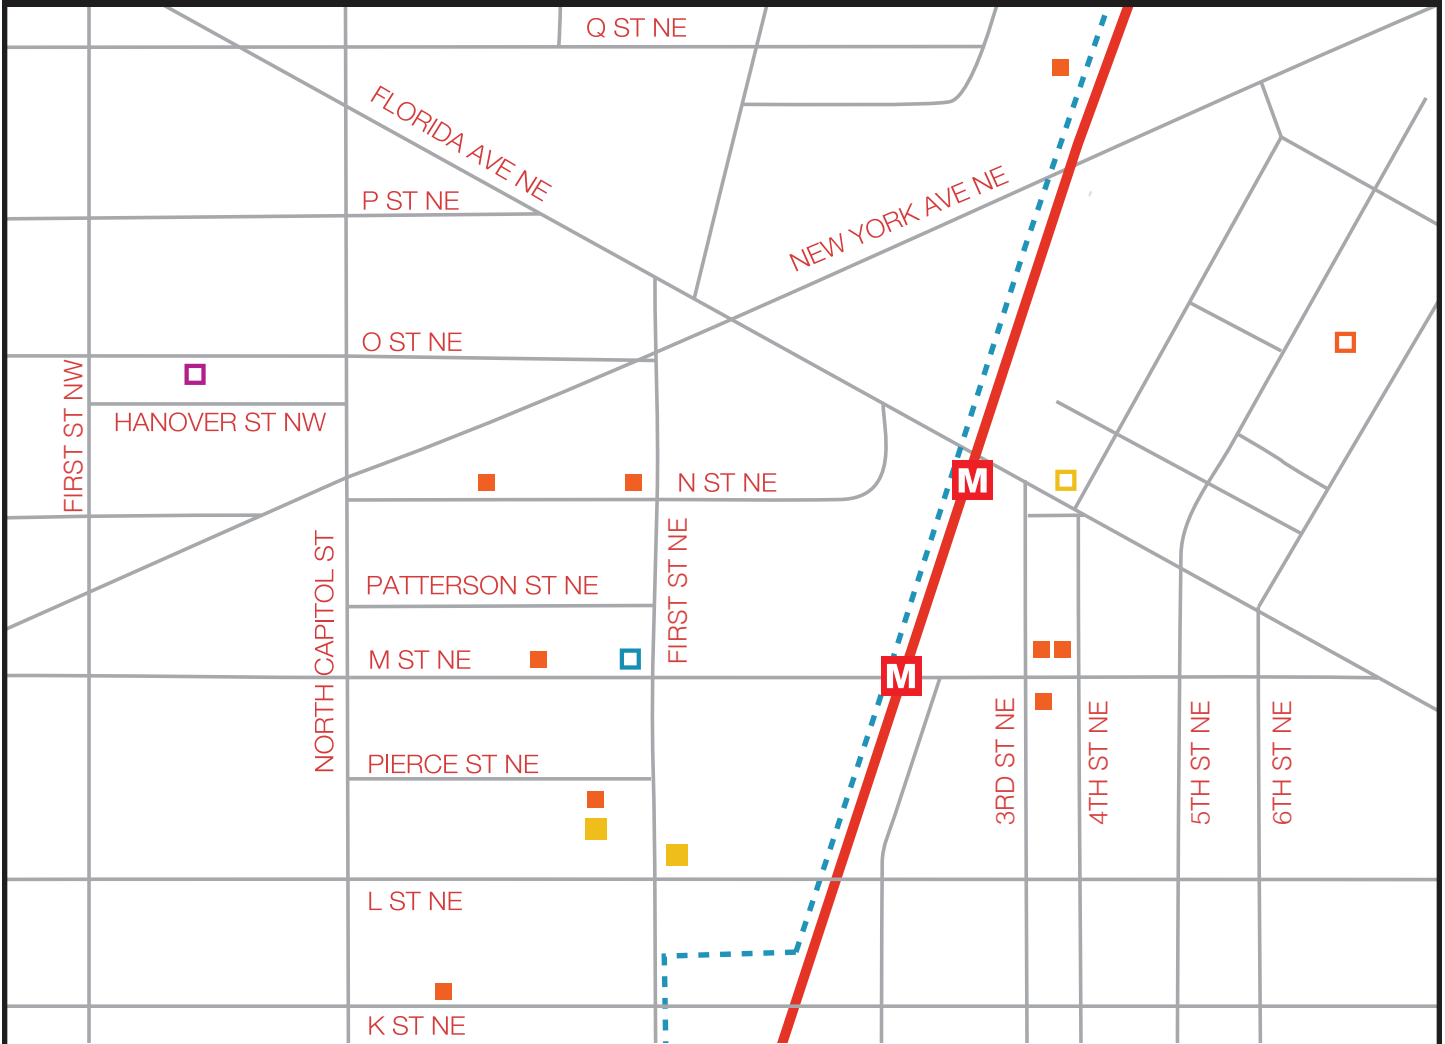 Q ST NE
FLORIDA AVE NE
P ST NE
NEW YORK AVE NE
O ST NE
FIRST ST NW
HANOVER ST NW
N ST NE
M
NORTH CAPITOL ST
FIRST ST NE
PATTERSON ST NE
M ST NE
M
3RD ST NE
4TH ST NE
5TH ST NE
6TH ST NE
PIERCE ST NE
L ST NE
K ST NE